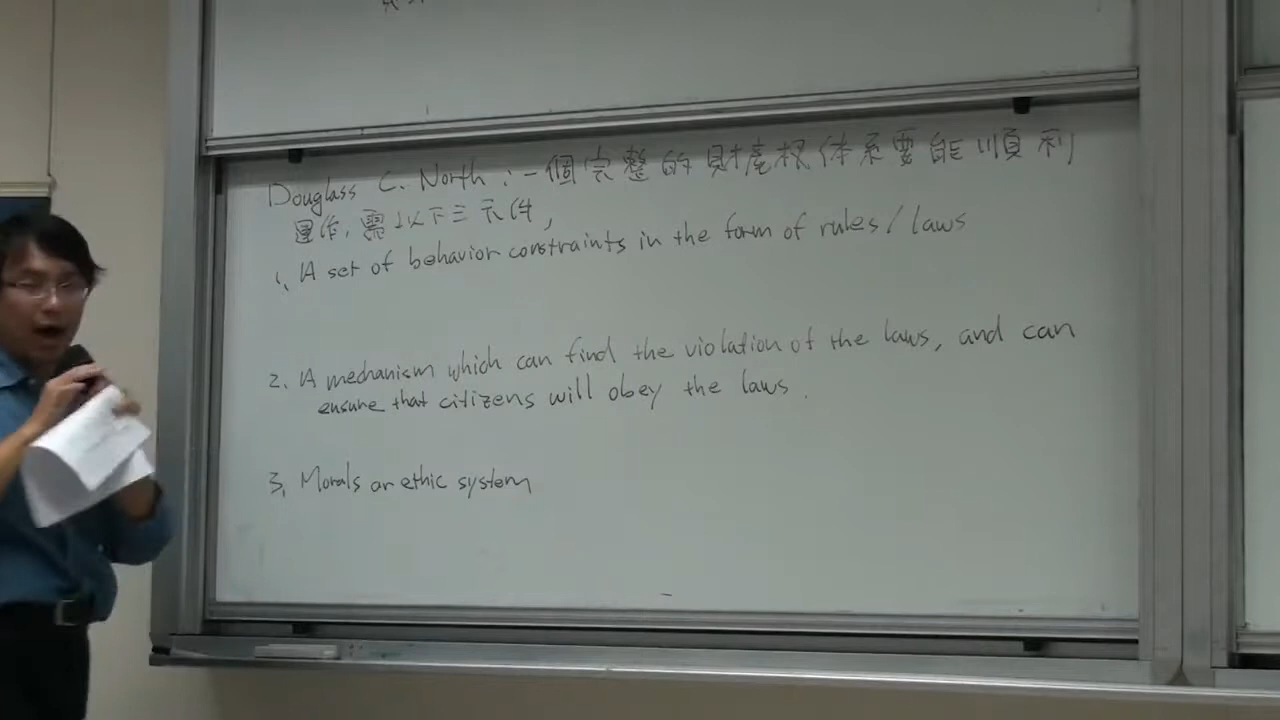 Douglass C. North : 一個完整的財產权体系要能順利
運作, 需以下三元件,
1. A set of behavior constraints in the form of rules/laws
2. A mechanism which can find the violation of the laws, and can
ensure that citizens will obey the laws.
3. Morals or ethic system